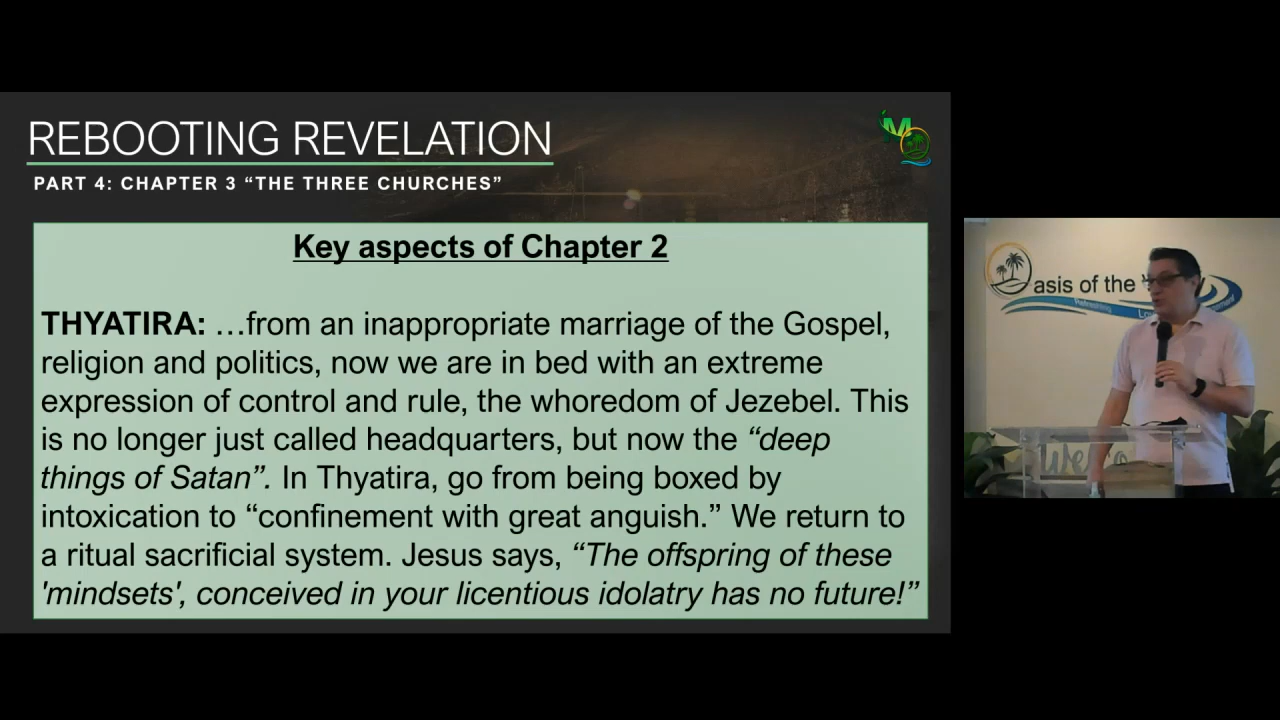 REBOOTING REVELATION
PART 4: CHAPTER 3 “THE THREE CHURCHES”
MO
Key aspects of Chapter 2
THYATIRA: …from an inappropriate marriage of the Gospel,
religion and politics, now we are in bed with an extreme
expression of control and rule, the whoredom of Jezebel. This
is no longer just called headquarters, but now the “deep
things of Satan”. In Thyatira, go from being boxed by
intoxication to “confinement with great anguish.” We return to
a ritual sacrificial system. Jesus says, “The offspring of these
'mindsets', conceived in your licentious idolatry has no future!”
asis of the
Refreshing
Welco